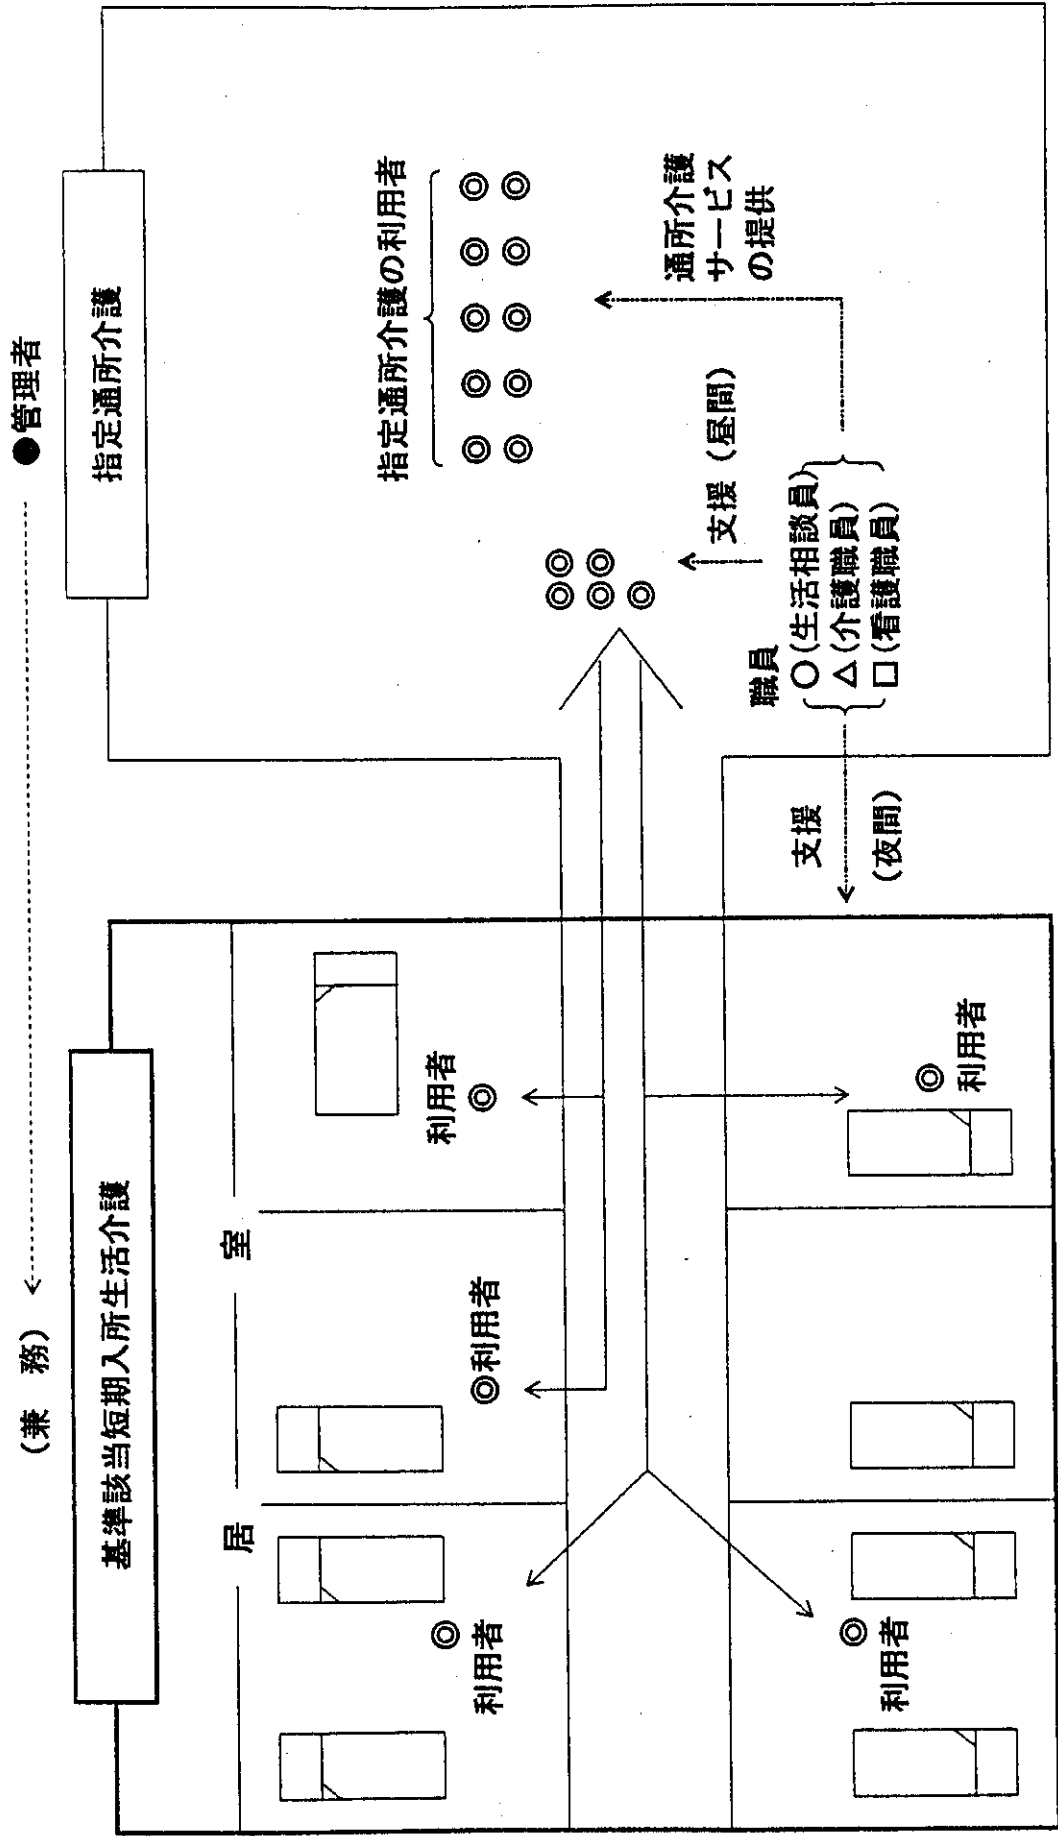 ●管理者
(兼　務)
基準該当短期入所生活介護
指定通所介護
居　室
利用者
利用者
利用者
利用者
利用者
指定通所介護の利用者
支援（昼間）
通所介護
サービス
の提供
職員
○(生活相談員)
△(介護職員)
□(看護職員)
支援
(夜間)